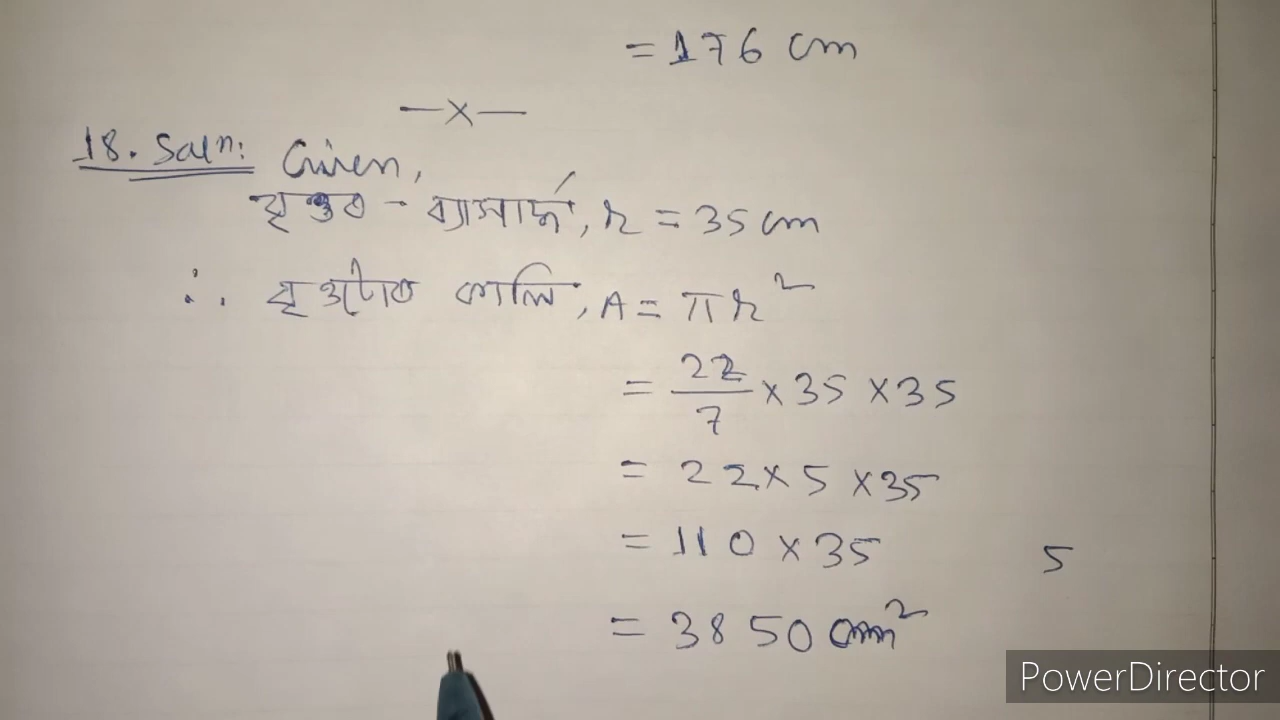 = 176 cm
—x—
18. Solⁿ: Given,
বৃত্তৰ - ব্যাসাৰ্দ্ধ, r = 35 cm
∴ বৃত্তটোৰ কালি, A = πr²
= 22/7 × 35 × 35
= 22 × 5 × 35
= 110 × 35
5
= 3850 cm²
PowerDirector